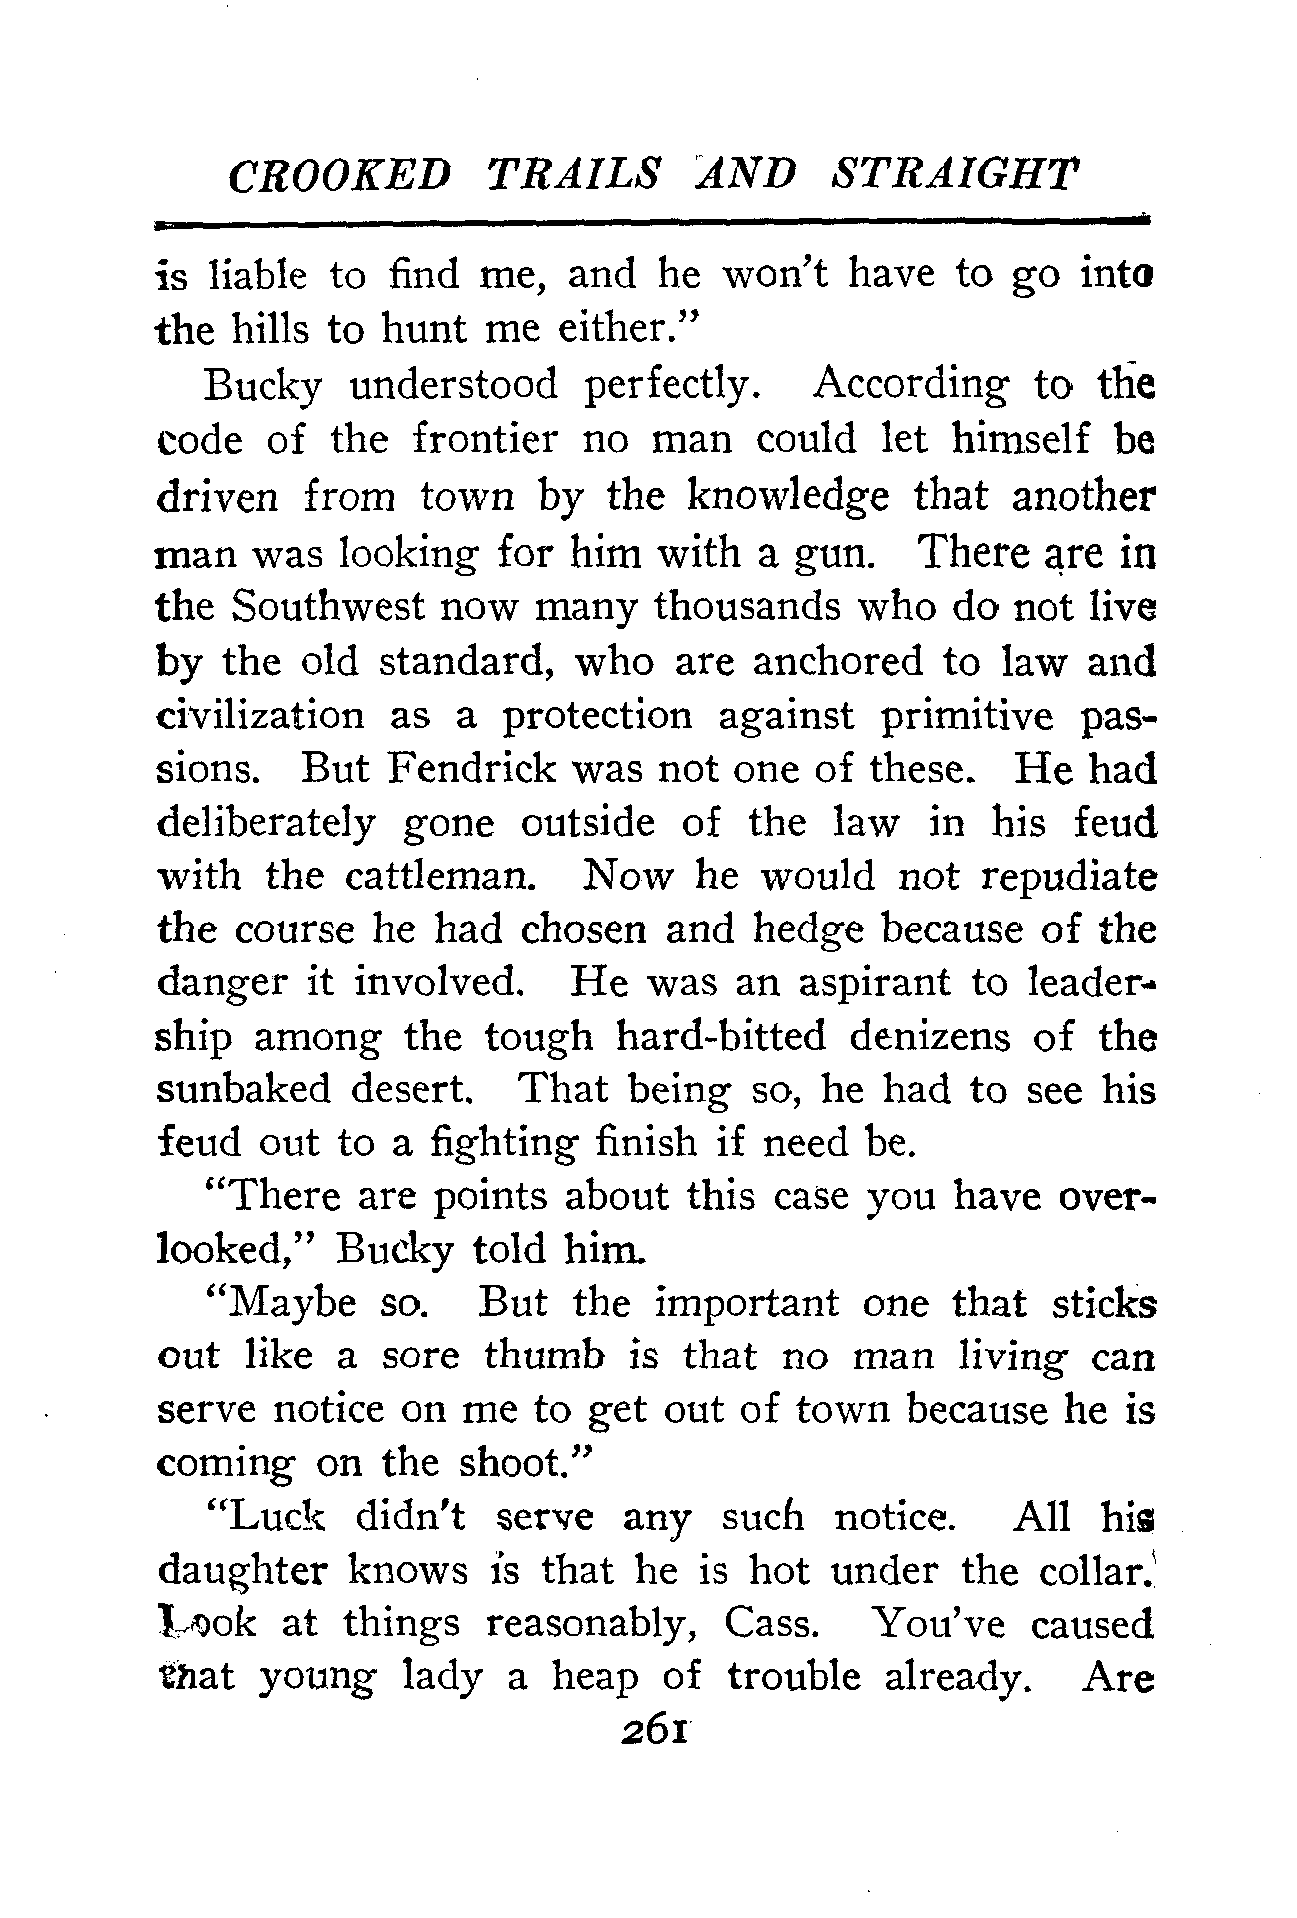 CROOKED TRAILS AND STRAIGHT
is liable to find me, and he won't have to go into
the hills to hunt me either."
Bucky understood perfectly. According to the
code of the frontier no man could let himself be
driven from town by the knowledge that another
man was looking for him with a gun. There are in
the Southwest now many thousands who do not live
by the old standard, who are anchored to law and
civilization as a protection against primitive pas-
sions. But Fendrick was not one of these. He had
deliberately gone outside of the law in his feud
with the cattleman. Now he would not repudiate
the course he had chosen and hedge because of the
danger it involved. He was an aspirant to leader-
ship among the tough hard-bitted denizens of the
sunbaked desert. That being so, he had to see his
feud out to a fighting finish if need be.
"There are points about this case you have over-
looked," Bucky told him.
"Maybe so. But the important one that sticks
out like a sore thumb is that no man living can
serve notice on me to get out of town because he is
coming on the shoot."
"Luck didn't serve any such notice. All his
daughter knows is that he is hot under the collar.
Look at things reasonably, Cass. You've caused
that young lady a heap of trouble already. Are
261